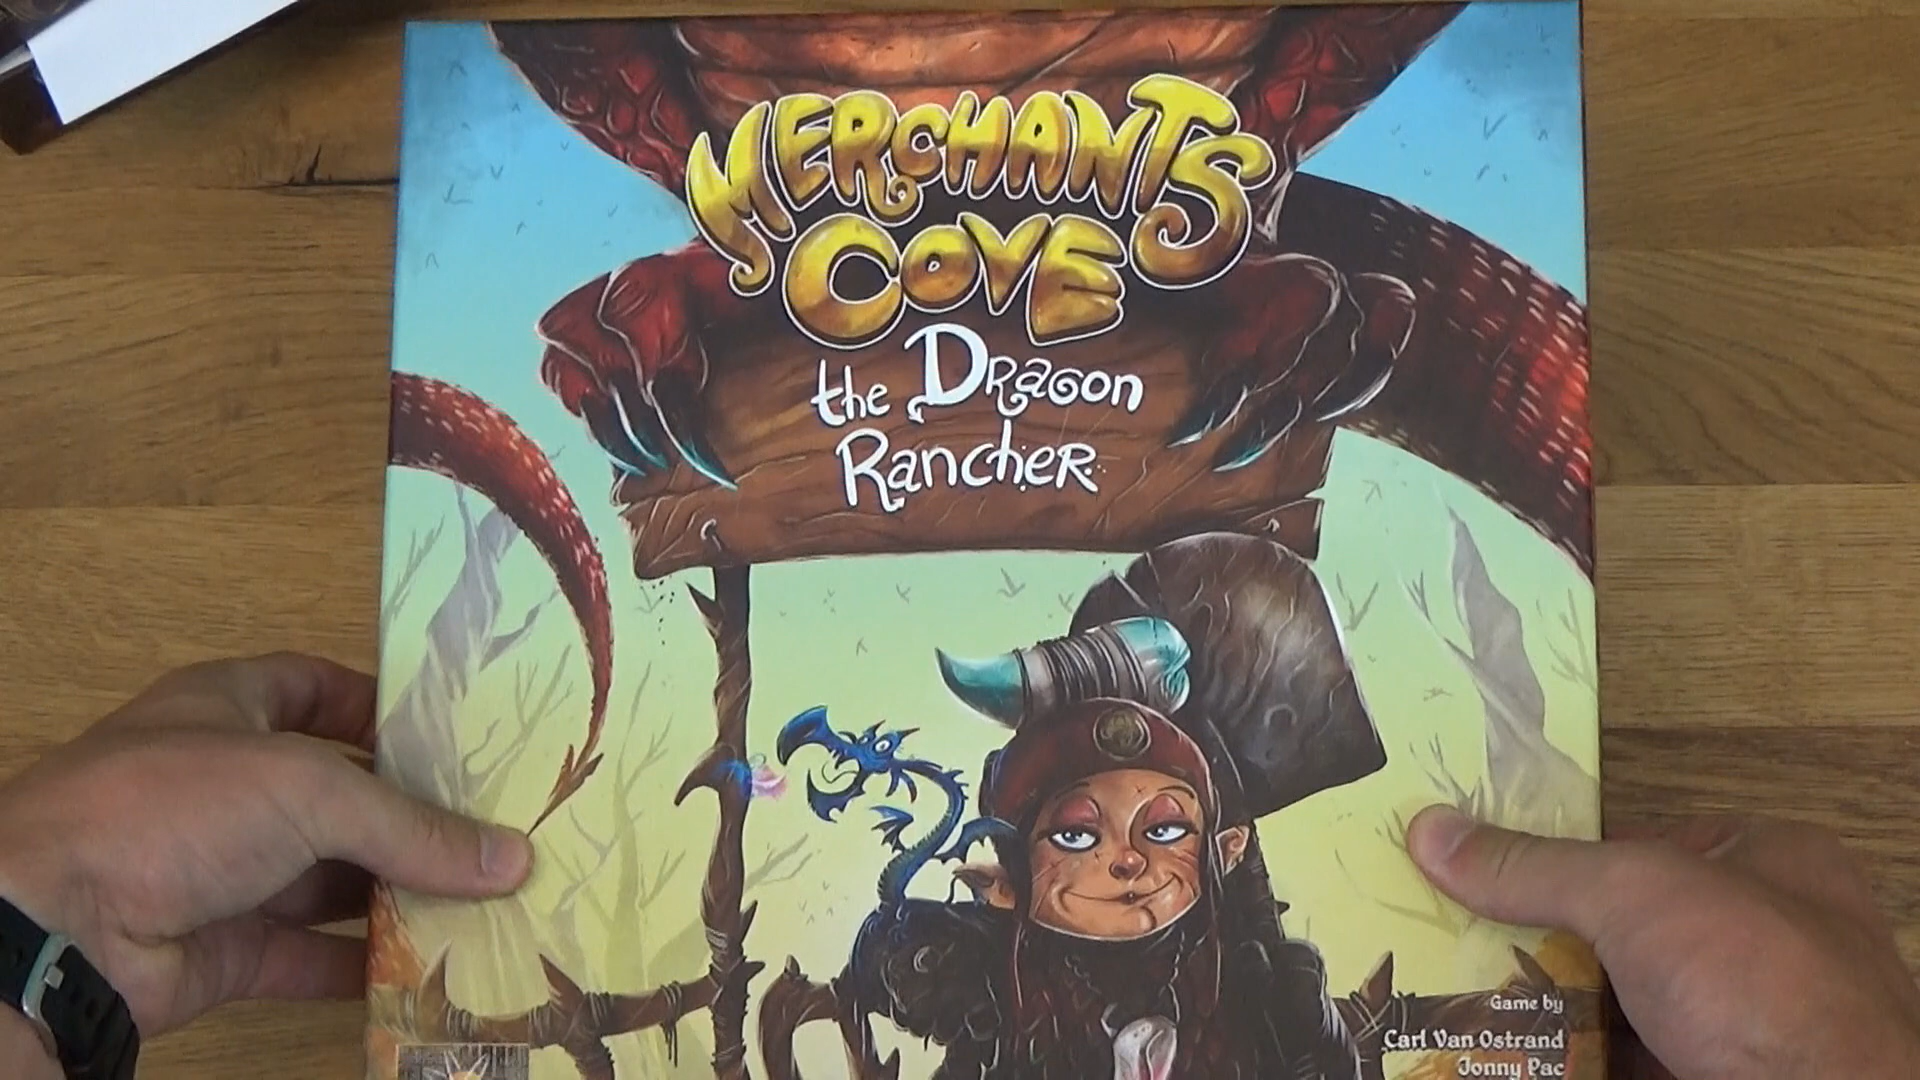 MERCHANTS
COVE
the Dragon
Rancher
Game by
Carl Van Ostrand
Jonny Pac